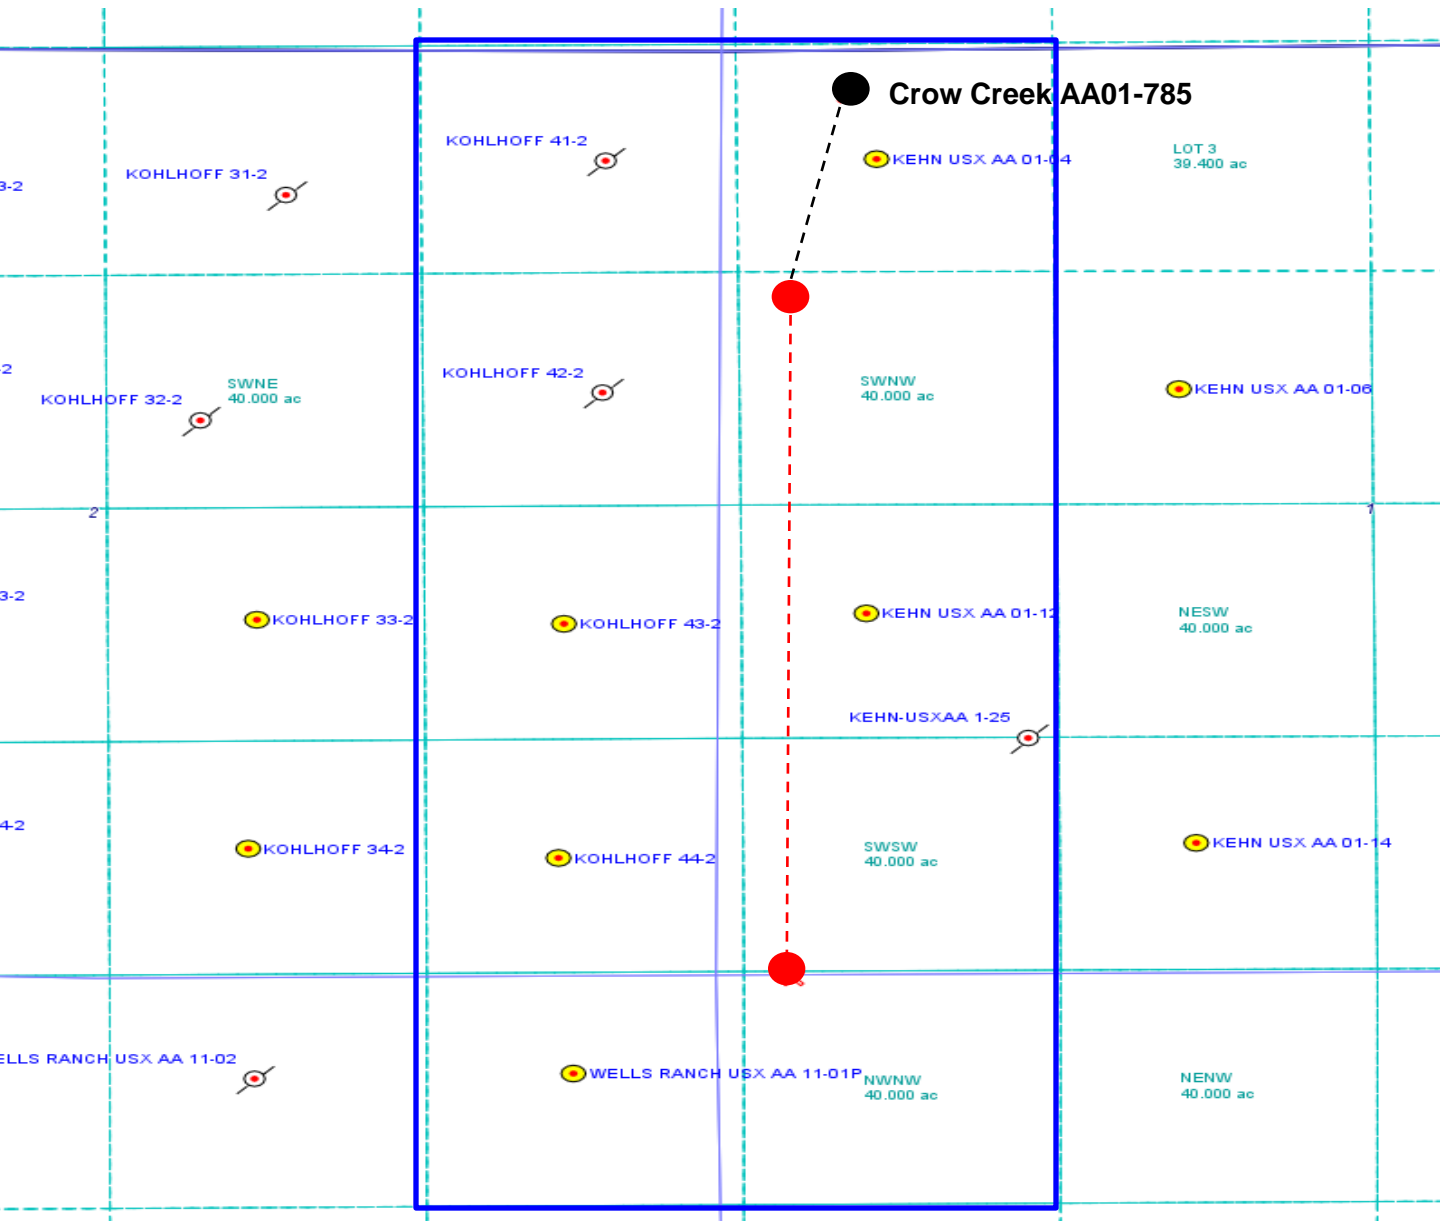 Crow Creek AA01-785
KOHLHOFF 41-2
LOT 3
39.400 ac
KEHN USX AA 01-04
KOHLHOFF 31-2
3-2
-2
KOHLHOFF 42-2
SWNE
40.000 ac
SWNW
40.000 ac
KEHN USX AA 01-06
KOHLHOFF 32-2
2
1
3-2
NESW
40.000 ac
KOHLHOFF 33-2
KOHLHOFF 43-2
KEHN USX AA 01-12
KEHN-USXAA 1-25
4-2
KOHLHOFF 34-2
KOHLHOFF 44-2
SWSW
40.000 ac
KEHN USX AA 01-14
ELLS RANCH USX AA 11-02
WELLS RANCH USX AA 11-01P
NWNW
40.000 ac
NENW
40.000 ac